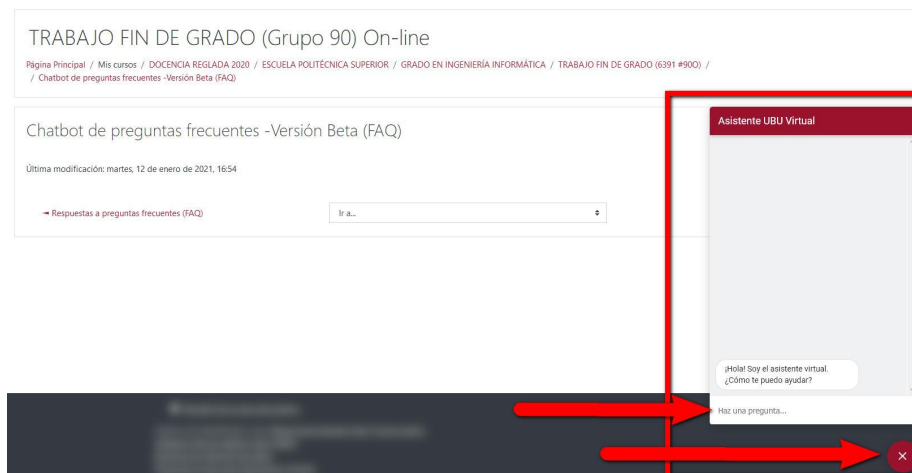 TRABAJO FIN DE GRADO (Grupo 90) On-line
Página Principal / Mis cursos / DOCENCIA REGLADA 2020 / ESCUELA POLITÉCNICA SUPERIOR / GRADO EN INGENIERÍA INFORMÁTICA / TRABAJO FIN DE GRADO (6391 #90O) /
/ Chatbot de preguntas frecuentes -Versión Beta (FAQ)
Chatbot de preguntas frecuentes -Versión Beta (FAQ)
Última modificación: martes, 12 de enero de 2021, 16:54
◄ Respuestas a preguntas frecuentes (FAQ)
Ir a...
Asistente UBU Virtual
¡Hola! Soy el asistente virtual.
¿Cómo te puedo ayudar?
Haz una pregunta...